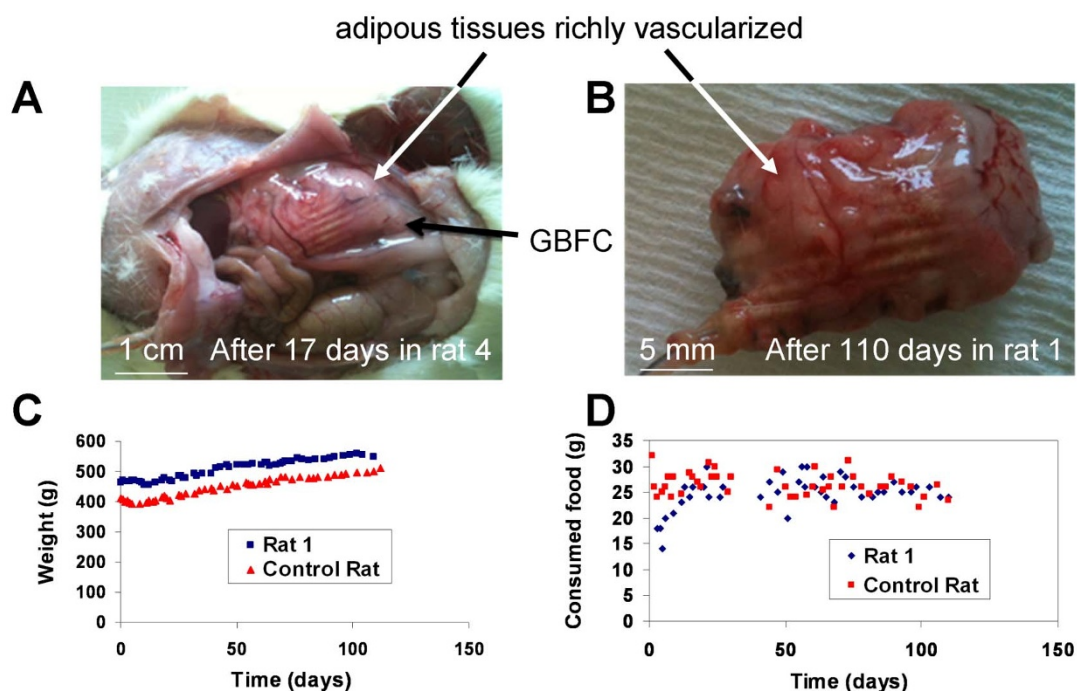 adipous tissues richly vascularized
A
B
GBFC
1 cm After 17 days in rat 4
5 mm After 110 days in rat 1
C
D
600
500
400
300
200
100
0
Weight (g)
Rat 1
Control Rat
0 50 100 150
Time (days)
35
30
25
20
15
10
5
0
Consumed food (g)
Rat 1
Control Rat
0 50 100 150
Time (days)